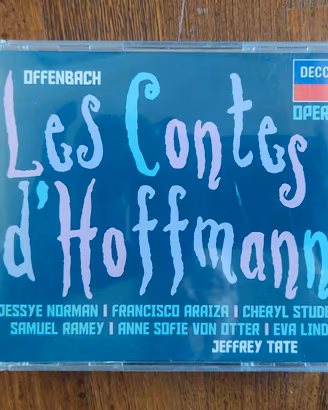 OFFENBACH
DECC
OPER
Les Contes
d'Hoffmann
JESSYE NORMAN | FRANCISCO ARAIZA | CHERYL STUDE
SAMUEL RAMEY | ANNE SOFIE VON OTTER | EVA LIND
JEFFREY TATE